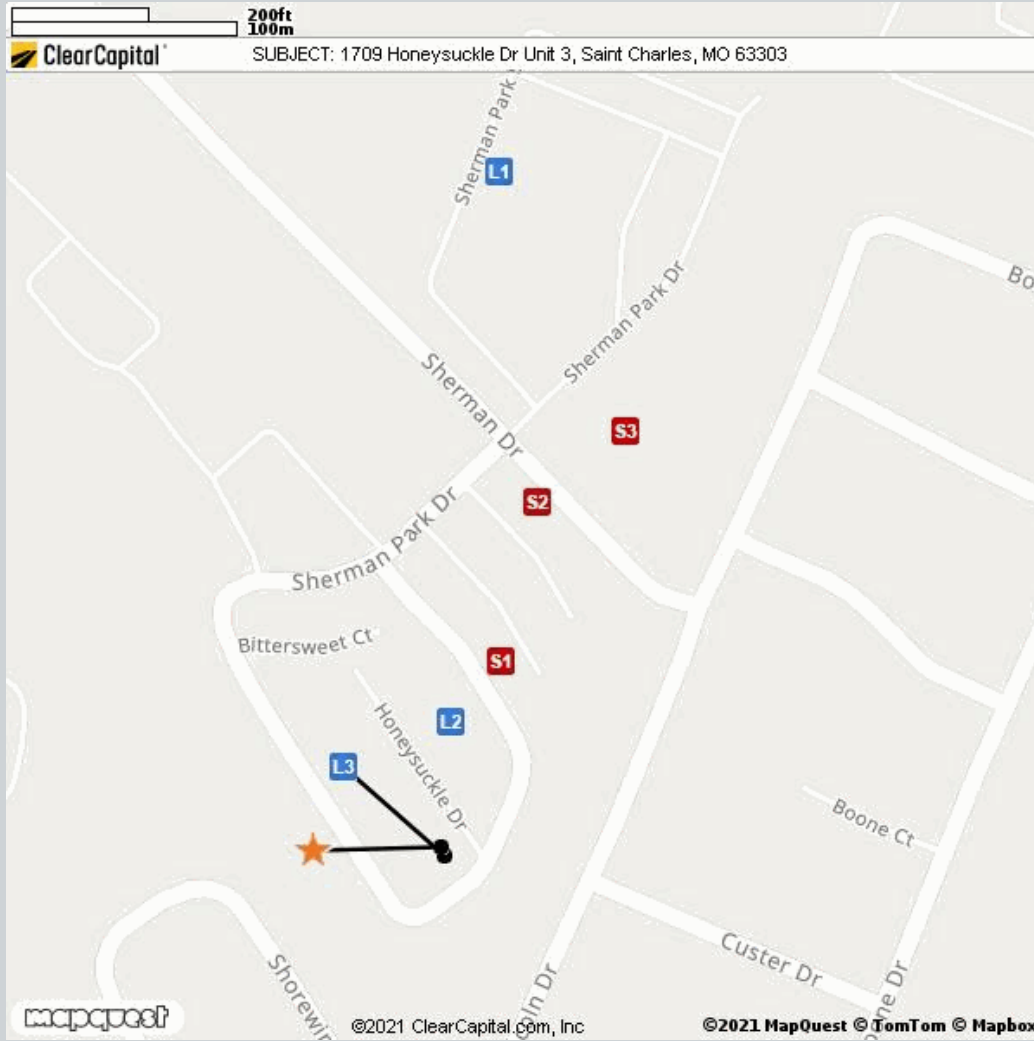 200ft
100m
ClearCapital
SUBJECT: 1709 Honeysuckle Dr Unit 3, Saint Charles, MO 63303
Sherman Park
L1
Sherman Park Dr
Sherman Dr
S3
S2
Sherman Park Dr
Bittersweet Ct
S1
L2
Honeysuckle Dr
L3
Boone Ct
Custer Dr
mapquest
©2021 ClearCapital.com, Inc
©2021 MapQuest © TomTom © Mapbox